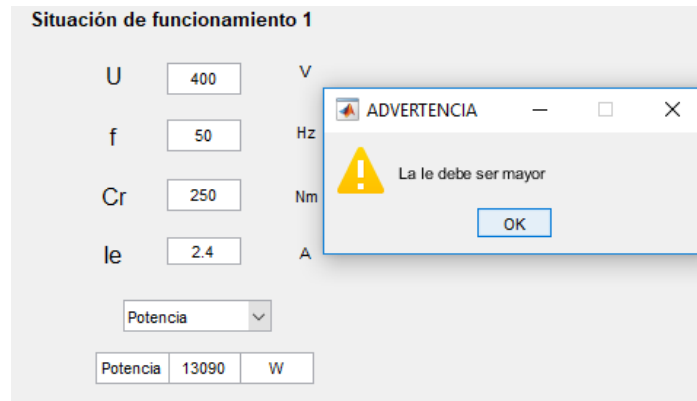 Situación de funcionamiento 1
U 400 V
ADVERTENCIA
f 50 Hz
La Ie debe ser mayor
Cr 250 Nm
OK
Ie 2.4 A
Potencia
Potencia 13090 W